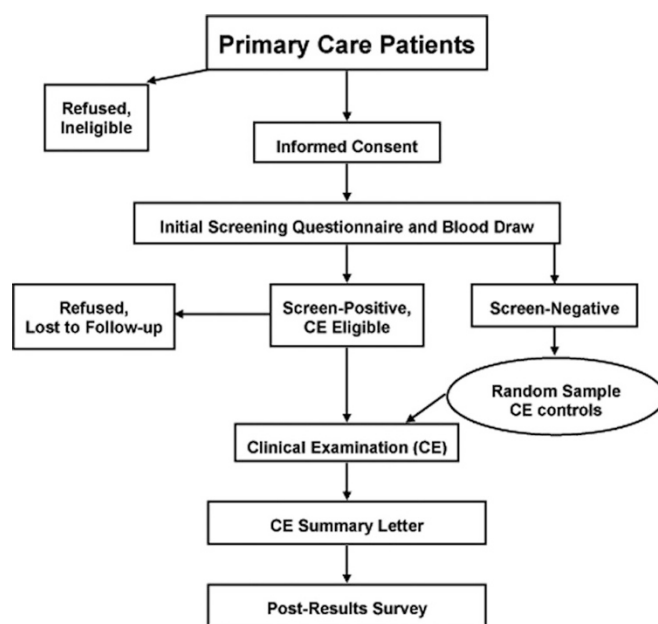 Primary Care Patients
Refused,
Ineligible
Informed Consent
Initial Screening Questionnaire and Blood Draw
Refused,
Lost to Follow-up
Screen-Positive,
CE Eligible
Screen-Negative
Random Sample
CE controls
Clinical Examination (CE)
CE Summary Letter
Post-Results Survey